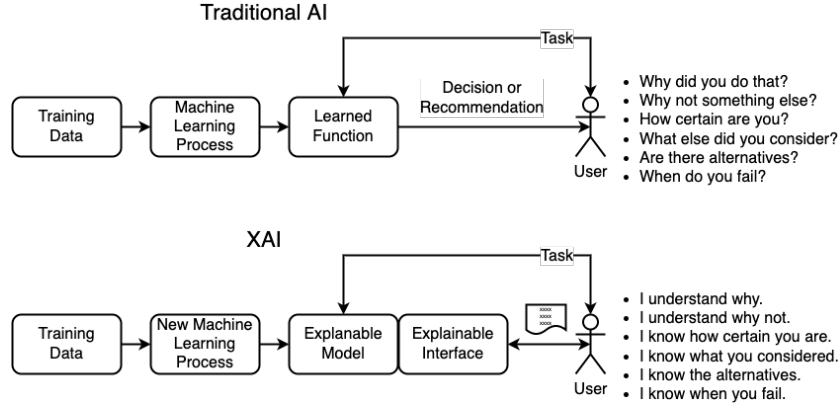 Traditional AI
Task
Training
Data
Machine
Learning
Process
Learned
Function
Decision or
Recommendation
User
• Why did you do that?
• Why not something else?
• How certain are you?
• What else did you consider?
• Are there alternatives?
• When do you fail?
XAI
Task
Training
Data
New Machine
Learning
Process
Explanable
Model
Explainable
Interface
xxxx
xxxx
xxxx
User
• I understand why.
• I understand why not.
• I know how certain you are.
• I know what you considered.
• I know the alternatives.
• I know when you fail.